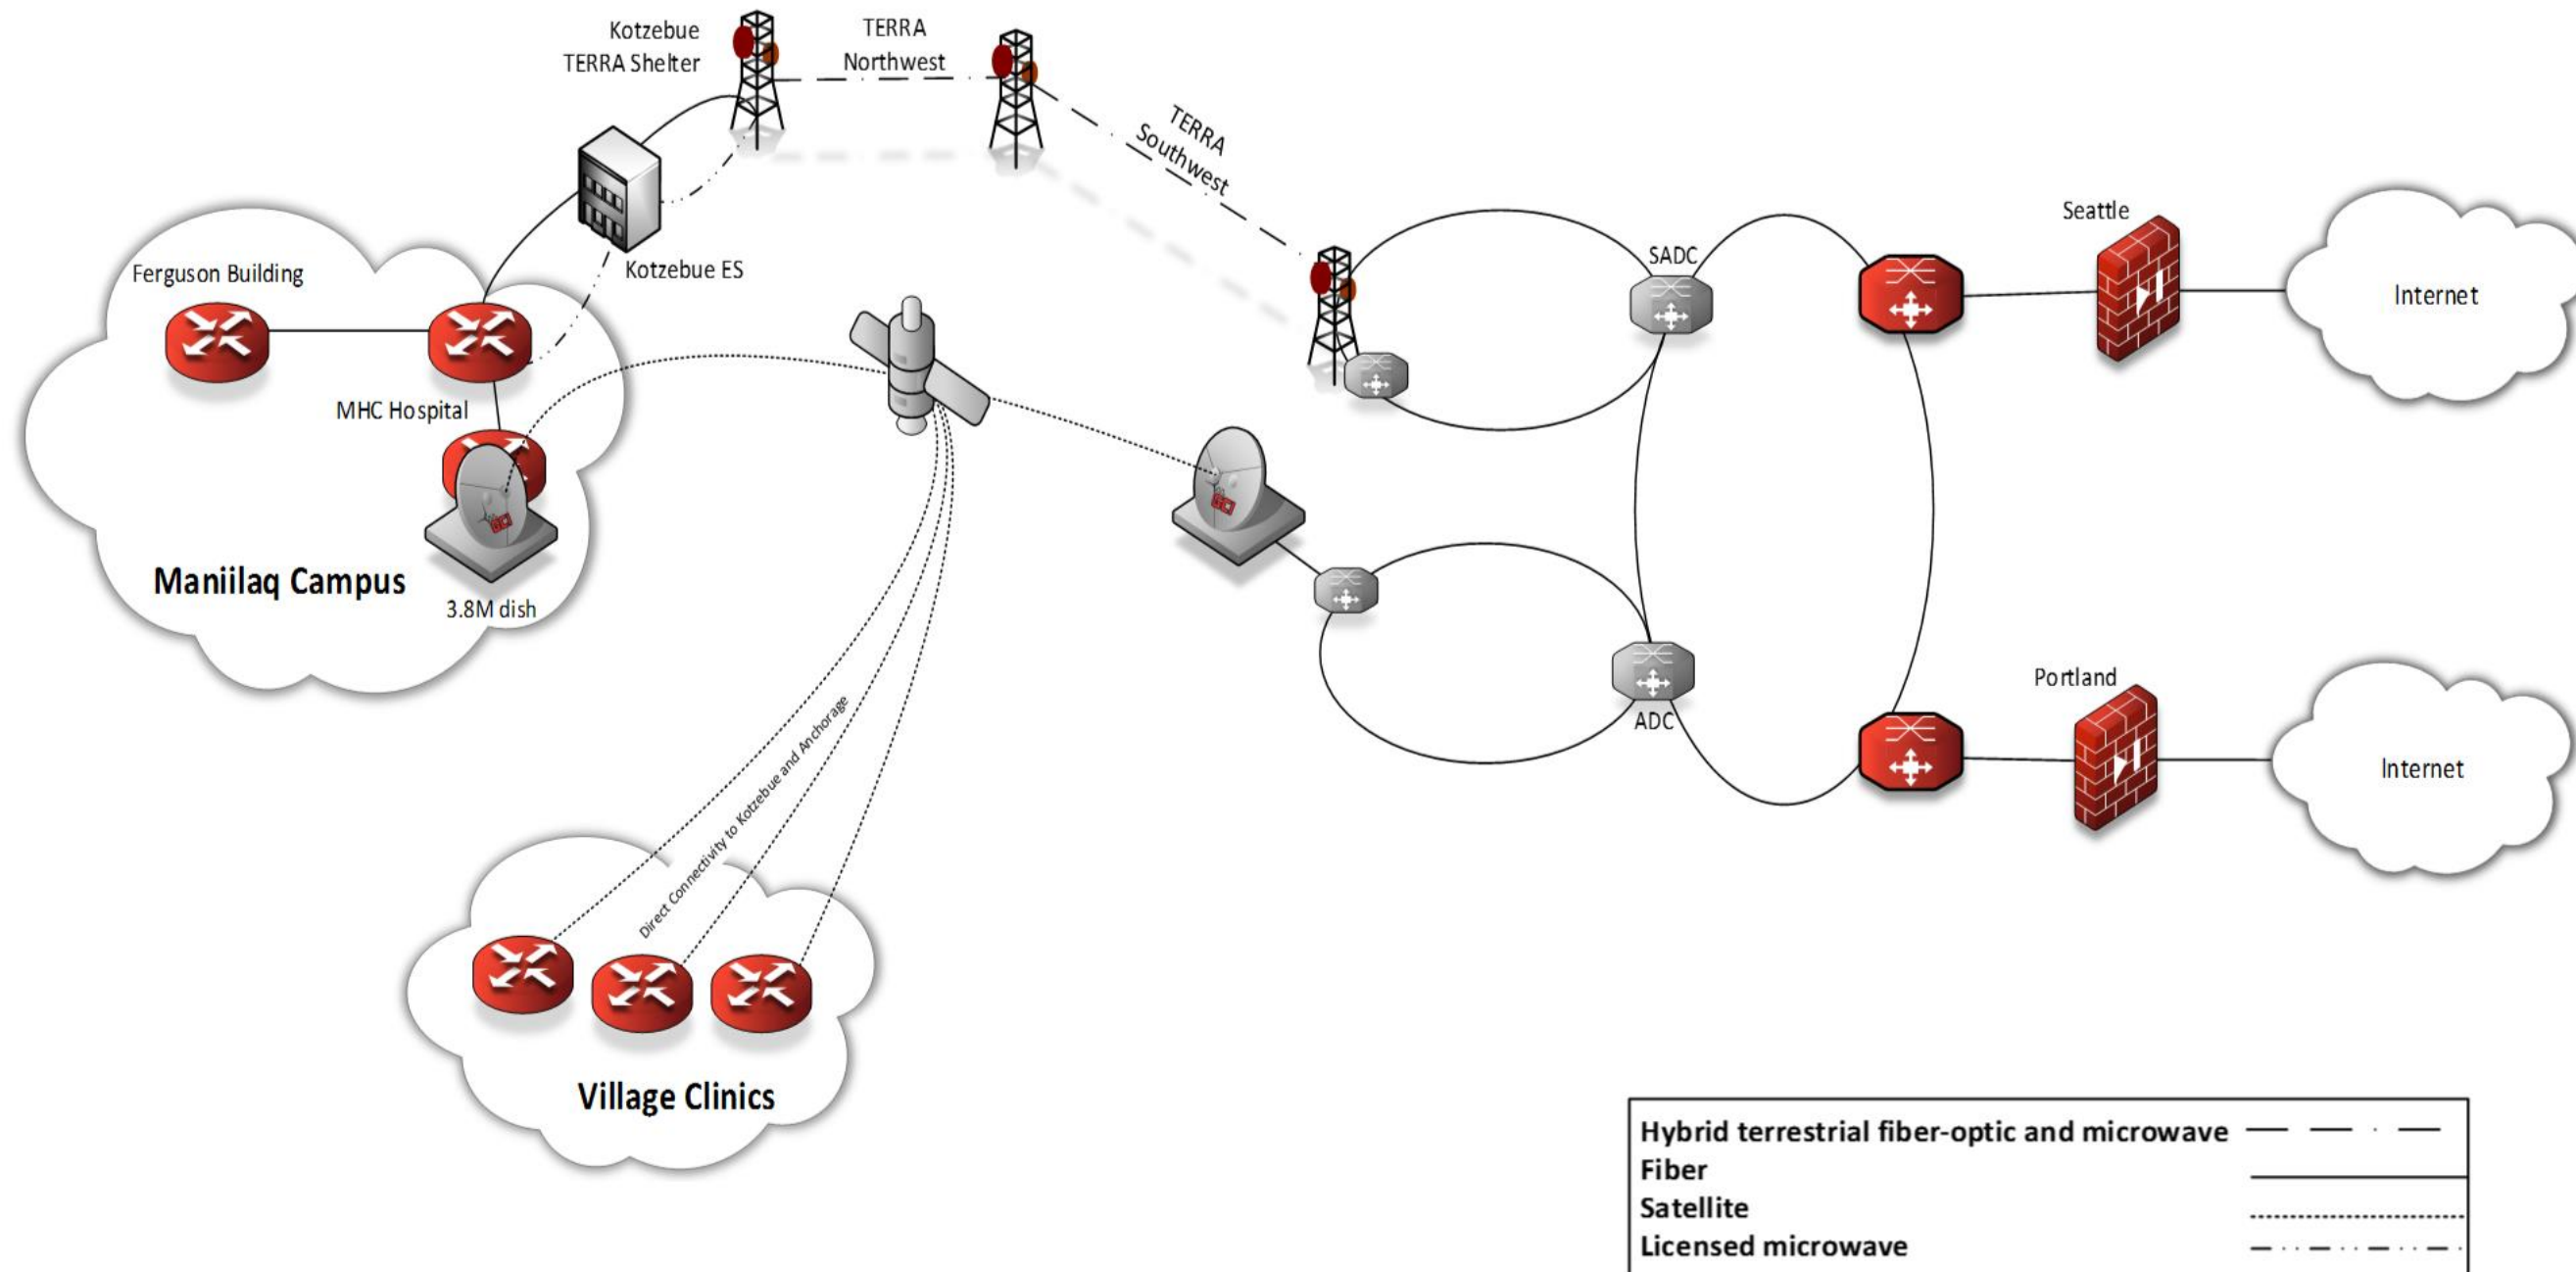 Kotzebue
TERRA Shelter
TERRA
Northwest
TERRA
Southwest
Kotzebue ES
Ferguson Building
MHC Hospital
Maniilaq Campus
3.8M dish
GCI
GCI
SADC
ADC
Seattle
Internet
Portland
Internet
Direct Connectivity to Kotzebue and Anchorage
Village Clinics
Hybrid terrestrial fiber-optic and microwave
Fiber
Satellite
Licensed microwave